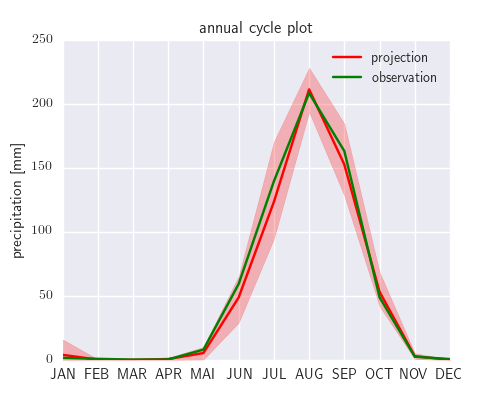 annual cycle plot
250
200
150
100
50
0
precipitation [mm]
projection
observation
JAN FEB MAR APR MAI JUN JUL AUG SEP OCT NOV DEC